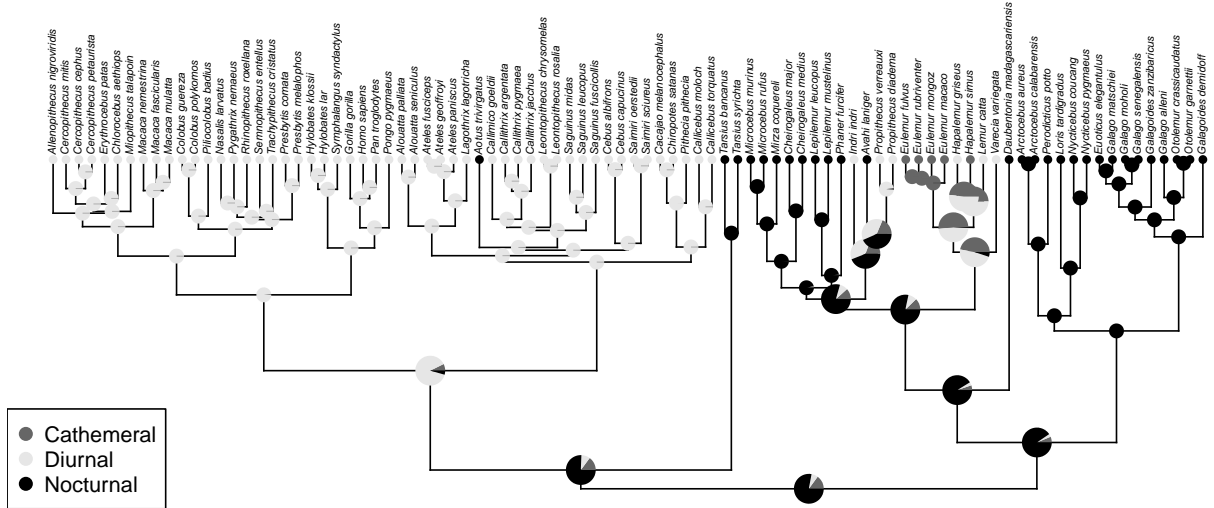 Allenopithecus nigroviridis
Cercopithecus mitis
Cercopithecus cephus
Cercopithecus petaurista
Erythrocebus patas
Chlorocebus aethiops
Miopithecus talapoin
Macaca nemestrina
Macaca fascicularis
Macaca mulatta
Colobus guereza
Colobus polykomos
Piliocolobus badius
Nasalis larvatus
Pygathrix nemaeus
Rhinopithecus roxellana
Semnopithecus entellus
Trachypithecus cristatus
Presbytis comata
Presbytis melalophos
Hylobates klossii
Hylobates lar
Symphalangus syndactylus
Gorilla gorilla
Homo sapiens
Pan troglodytes
Pongo pygmaeus
Alouatta palliata
Alouatta seniculus
Ateles fusciceps
Ateles geoffroyi
Ateles paniscus
Lagothrix lagotricha
Aotus trivirgatus
Callimico goeldii
Callithrix argentata
Callithrix pygmaea
Callithrix jacchus
Leontopithecus chrysomelas
Leontopithecus rosalia
Saguinus midas
Saguinus leucopus
Saguinus fuscicollis
Cebus albifrons
Cebus capucinus
Saimiri oerstedii
Saimiri sciureus
Cacajao melanocephalus
Chiropotes satanas
Pithecia pithecia
Callicebus moloch
Callicebus torquatus
Tarsius bancanus
Tarsius syrichta
Microcebus murinus
Microcebus rufus
Mirza coquereli
Cheirogaleus major
Cheirogaleus medius
Lepilemur leucopus
Lepilemur mustelinus
Phaner furcifer
Indri indri
Avahi laniger
Propithecus verreauxi
Propithecus diadema
Eulemur fulvus
Eulemur rubriventer
Eulemur mongoz
Eulemur macaco
Hapalemur griseus
Hapalemur simus
Lemur catta
Varecia variegata
Daubentonia madagascariensis
Arctocebus aureus
Arctocebus calabarensis
Perodicticus potto
Loris tardigradus
Nycticebus coucang
Nycticebus pygmaeus
Euoticus elegantulus
Galago matschiei
Galago moholi
Galago senegalensis
Galagoides zanzibaricus
Galago alleni
Otolemur crassicaudatus
Otolemur garnettii
Galagoides demidoff
Cathemeral
Diurnal
Nocturnal